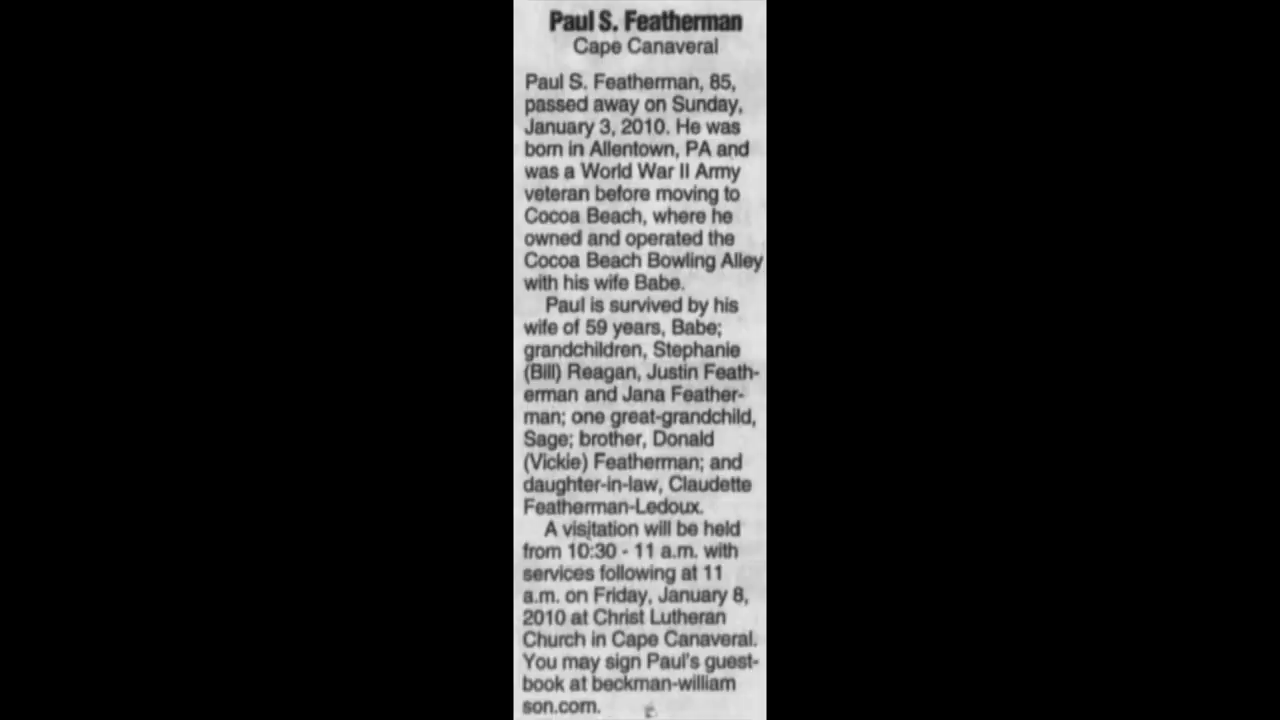 Paul S. Featherman
Cape Canaveral
Paul S. Featherman, 85,
passed away on Sunday,
January 3, 2010. He was
born in Allentown, PA and
was a World War II Army
veteran before moving to
Cocoa Beach, where he
owned and operated the
Cocoa Beach Bowling Alley
with his wife Babe.
Paul is survived by his
wife of 59 years, Babe;
grandchildren, Stephanie
(Bill) Reagan, Justin Feath-
erman and Jana Feather-
man; one great-grandchild,
Sage; brother, Donald
(Vickie) Featherman; and
daughter-in-law, Claudette
Featherman-Ledoux.
A visitation will be held
from 10:30 - 11 a.m. with
services following at 11
a.m. on Friday, January 8,
2010 at Christ Lutheran
Church in Cape Canaveral.
You may sign Paul's guest-
book at beckman-william
son.com.